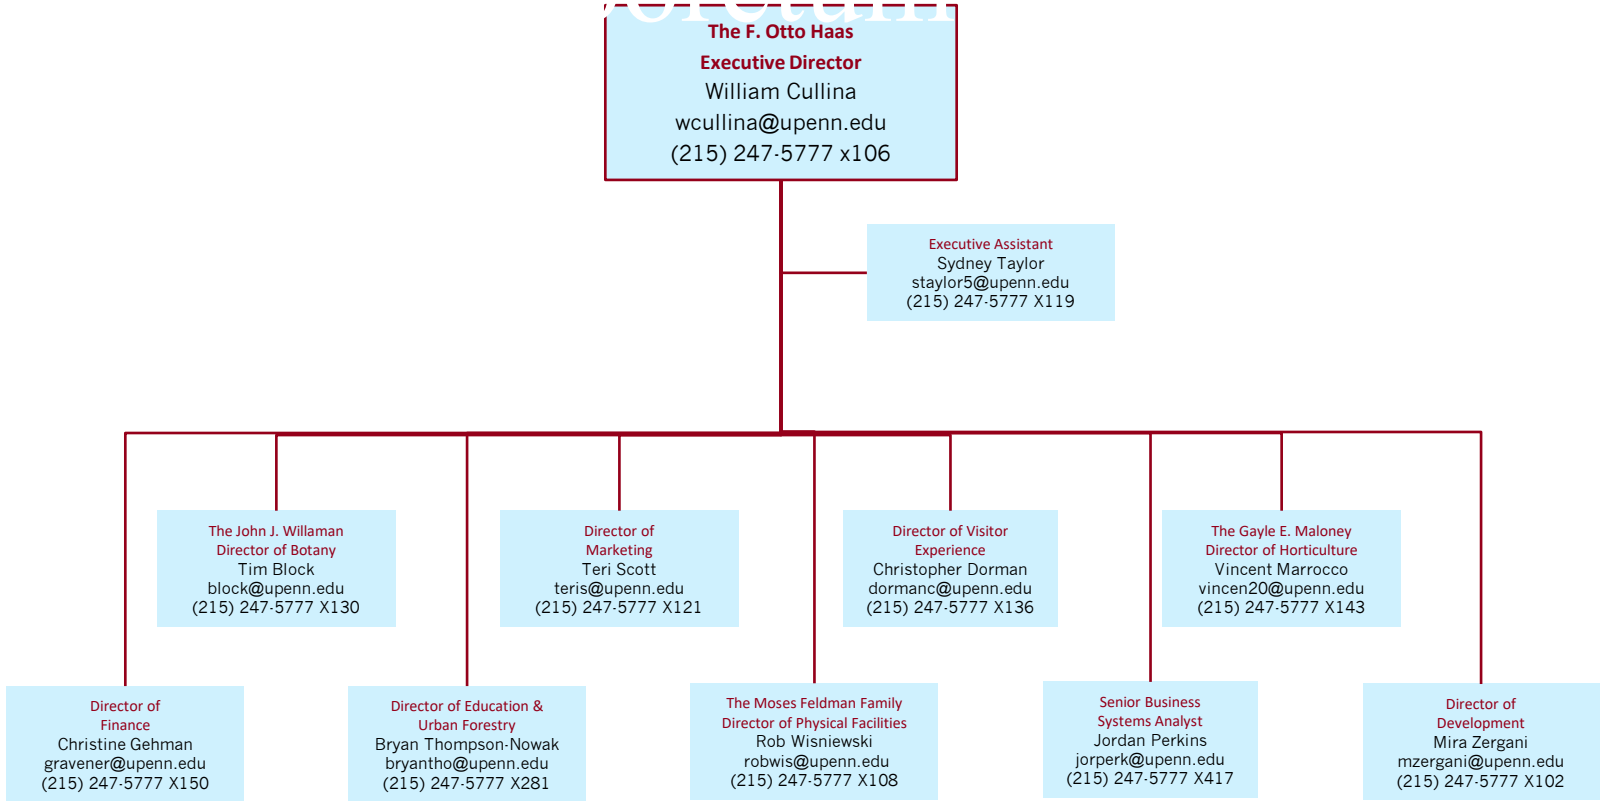 The F. Otto Haas
Executive Director
William Cullina
wcullina@upenn.edu
(215) 247-5777 x106
Executive Assistant
Sydney Taylor
staylor5@upenn.edu
(215) 247-5777 X119
The John J. Willaman
Director of Botany
Tim Block
block@upenn.edu
(215) 247-5777 X130
Director of
Marketing
Teri Scott
teris@upenn.edu
(215) 247-5777 X121
Director of Visitor
Experience
Christopher Dorman
dormanc@upenn.edu
(215) 247-5777 X136
The Gayle E. Maloney
Director of Horticulture
Vincent Marrocco
vincen20@upenn.edu
(215) 247-5777 X143
Director of
Finance
Christine Gehman
gravener@upenn.edu
(215) 247-5777 X150
Director of Education &
Urban Forestry
Bryan Thompson-Nowak
bryantho@upenn.edu
(215) 247-5777 X281
The Moses Feldman Family
Director of Physical Facilities
Rob Wisniewski
robwis@upenn.edu
(215) 247-5777 X108
Senior Business
Systems Analyst
Jordan Perkins
jorperk@upenn.edu
(215) 247-5777 X417
Director of
Development
Mira Zergani
mzergani@upenn.edu
(215) 247-5777 X102